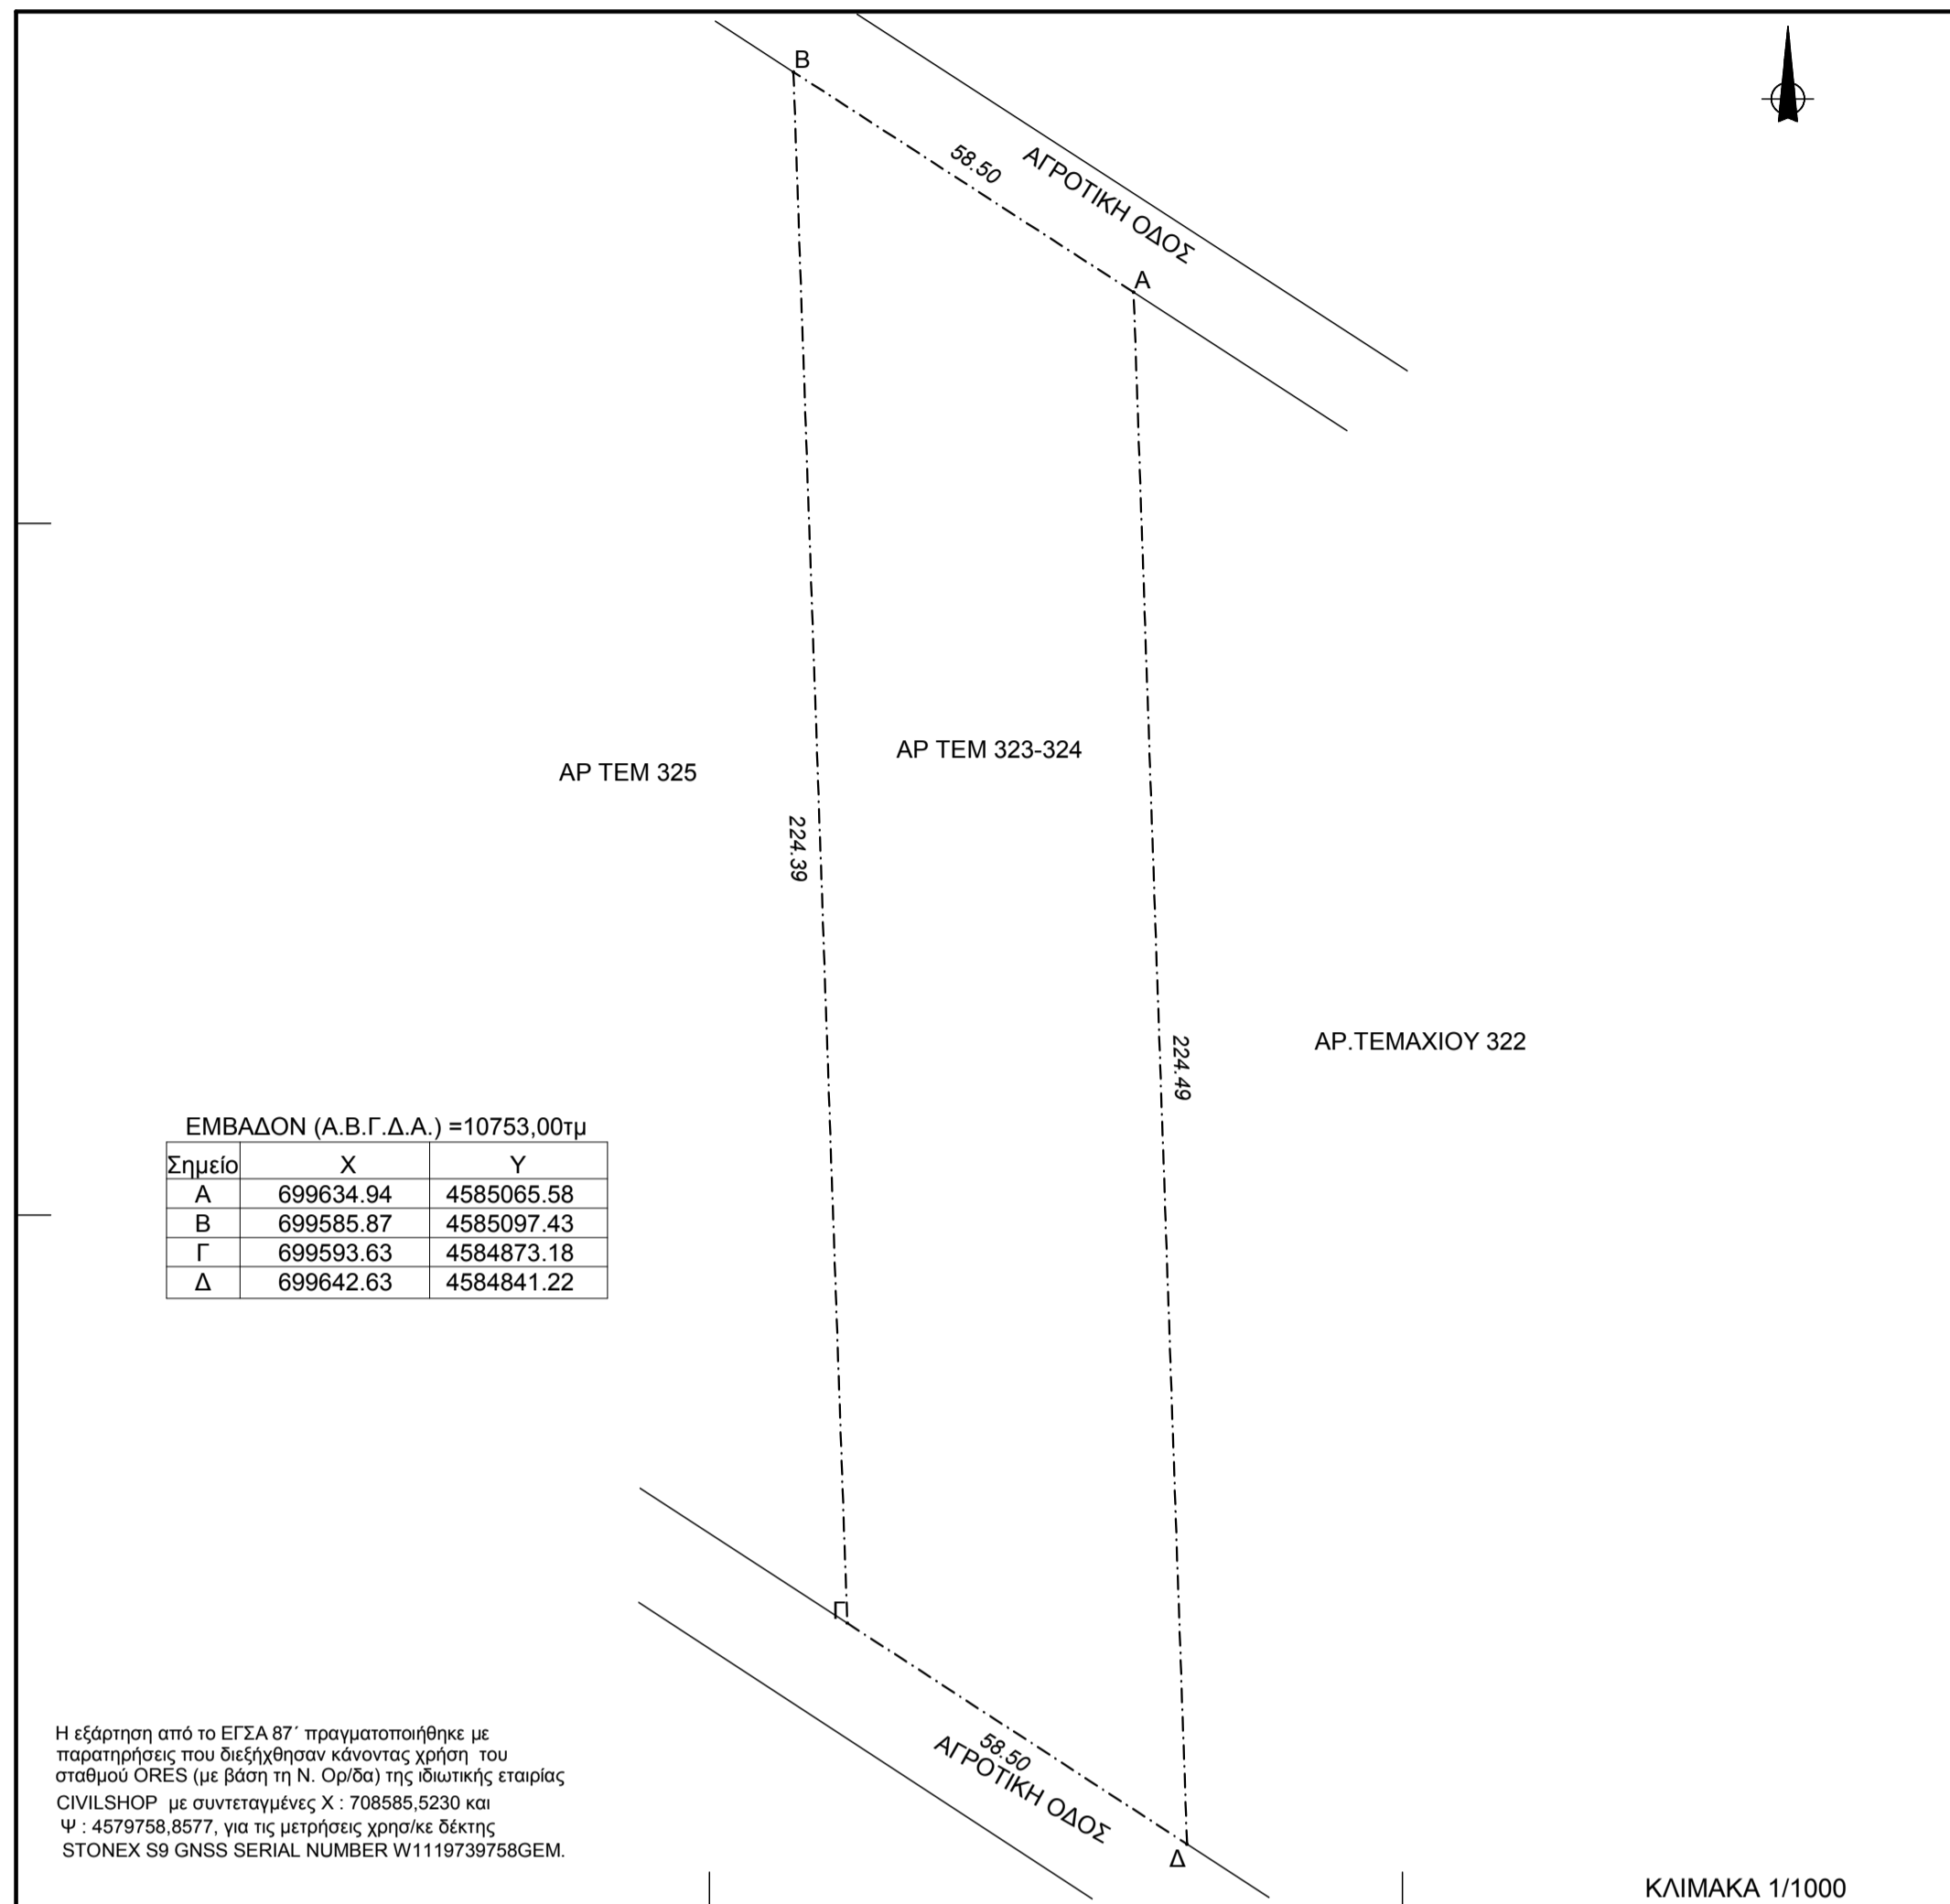 Β
58.50
ΑΓΡΟΤΙΚΗ ΟΔΟΣ
Α
ΑΡ ΤΕΜ 323-324
ΑΡ ΤΕΜ 325
224.39
224.49
ΑΡ.ΤΕΜΑΧΙΟΥ 322
ΕΜΒΑΔΟΝ (Α.Β.Γ.Δ.Α.) =10753,00τμ
Σημείο X Y
Α 699634.94 4585065.58
Β 699585.87 4585097.43
Γ 699593.63 4584873.18
Δ 699642.63 4584841.22
Γ
58.50
ΑΓΡΟΤΙΚΗ ΟΔΟΣ
Δ
Η εξάρτηση από το ΕΓΣΑ 87΄ πραγματοποιήθηκε με
παρατηρήσεις που διεξήχθησαν κάνοντας χρήση του
σταθμού ORES (με βάση τη Ν. Ορ/δα) της ιδιωτικής εταιρίας
CIVILSHOP με συντεταγμένες Χ : 708585,5230 και
Ψ : 4579758,8577, για τις μετρήσεις χρησ/κε δέκτης
STONEX S9 GNSS SERIAL NUMBER W1119739758GEM.
ΚΛΙΜΑΚΑ 1/1000